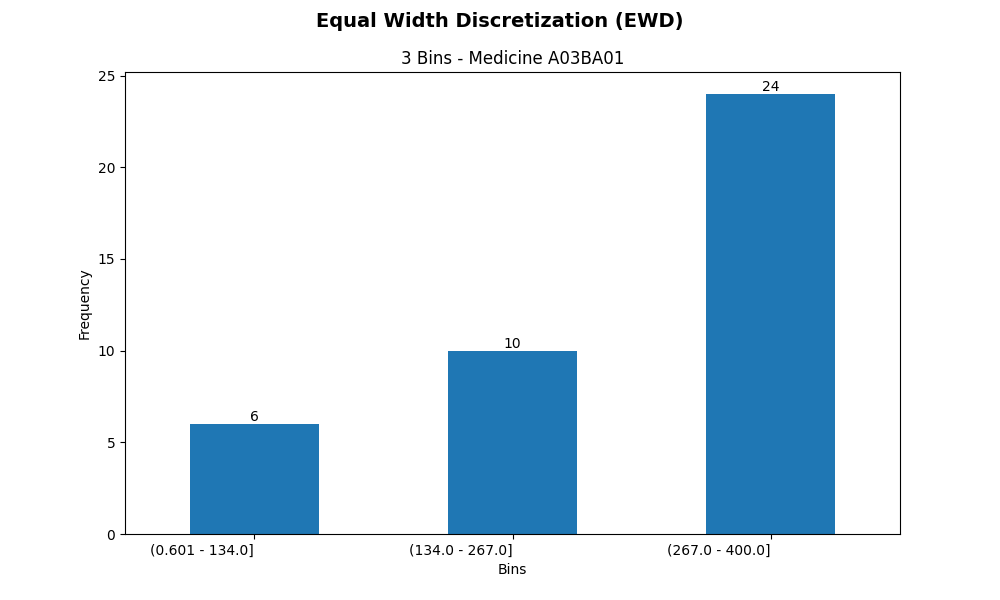 Equal Width Discretization (EWD)
3 Bins - Medicine A03BA01
25
20
15
10
5
0
Frequency
6
10
24
(0.601 - 134.0]
(134.0 - 267.0]
(267.0 - 400.0]
Bins